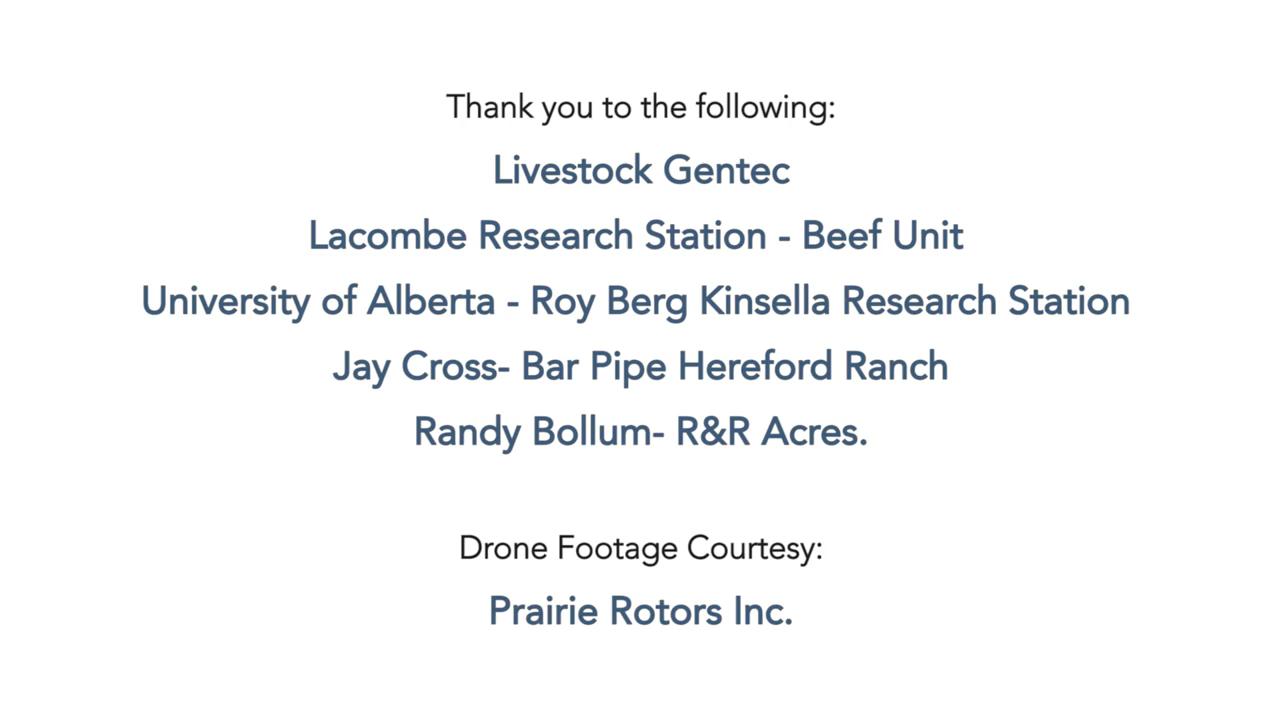 Thank you to the following:
Livestock Gentec
Lacombe Research Station - Beef Unit
University of Alberta - Roy Berg Kinsella Research Station
Jay Cross- Bar Pipe Hereford Ranch
Randy Bollum- R&R Acres.
Drone Footage Courtesy:
Prairie Rotors Inc.